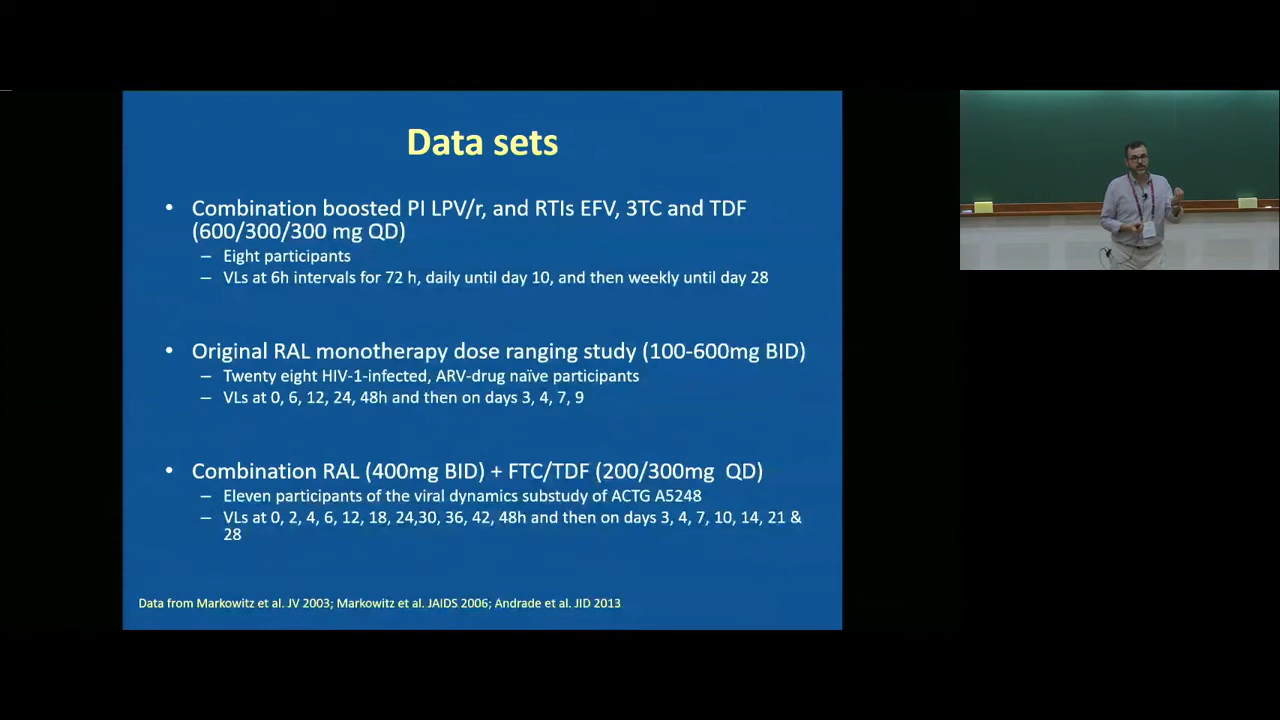 Data sets
• Combination boosted PI LPV/r, and RTIs EFV, 3TC and TDF
(600/300/300 mg QD)
– Eight participants
– VLs at 6h intervals for 72 h, daily until day 10, and then weekly until day 28
• Original RAL monotherapy dose ranging study (100-600mg BID)
– Twenty eight HIV-1-infected, ARV-drug naïve participants
– VLs at 0, 6, 12, 24, 48h and then on days 3, 4, 7, 9
• Combination RAL (400mg BID) + FTC/TDF (200/300mg QD)
– Eleven participants of the viral dynamics substudy of ACTG A5248
– VLs at 0, 2, 4, 6, 12, 18, 24,30, 36, 42, 48h and then on days 3, 4, 7, 10, 14, 21 &
28
Data from Markowitz et al. JV 2003; Markowitz et al. JAIDS 2006; Andrade et al. JID 2013